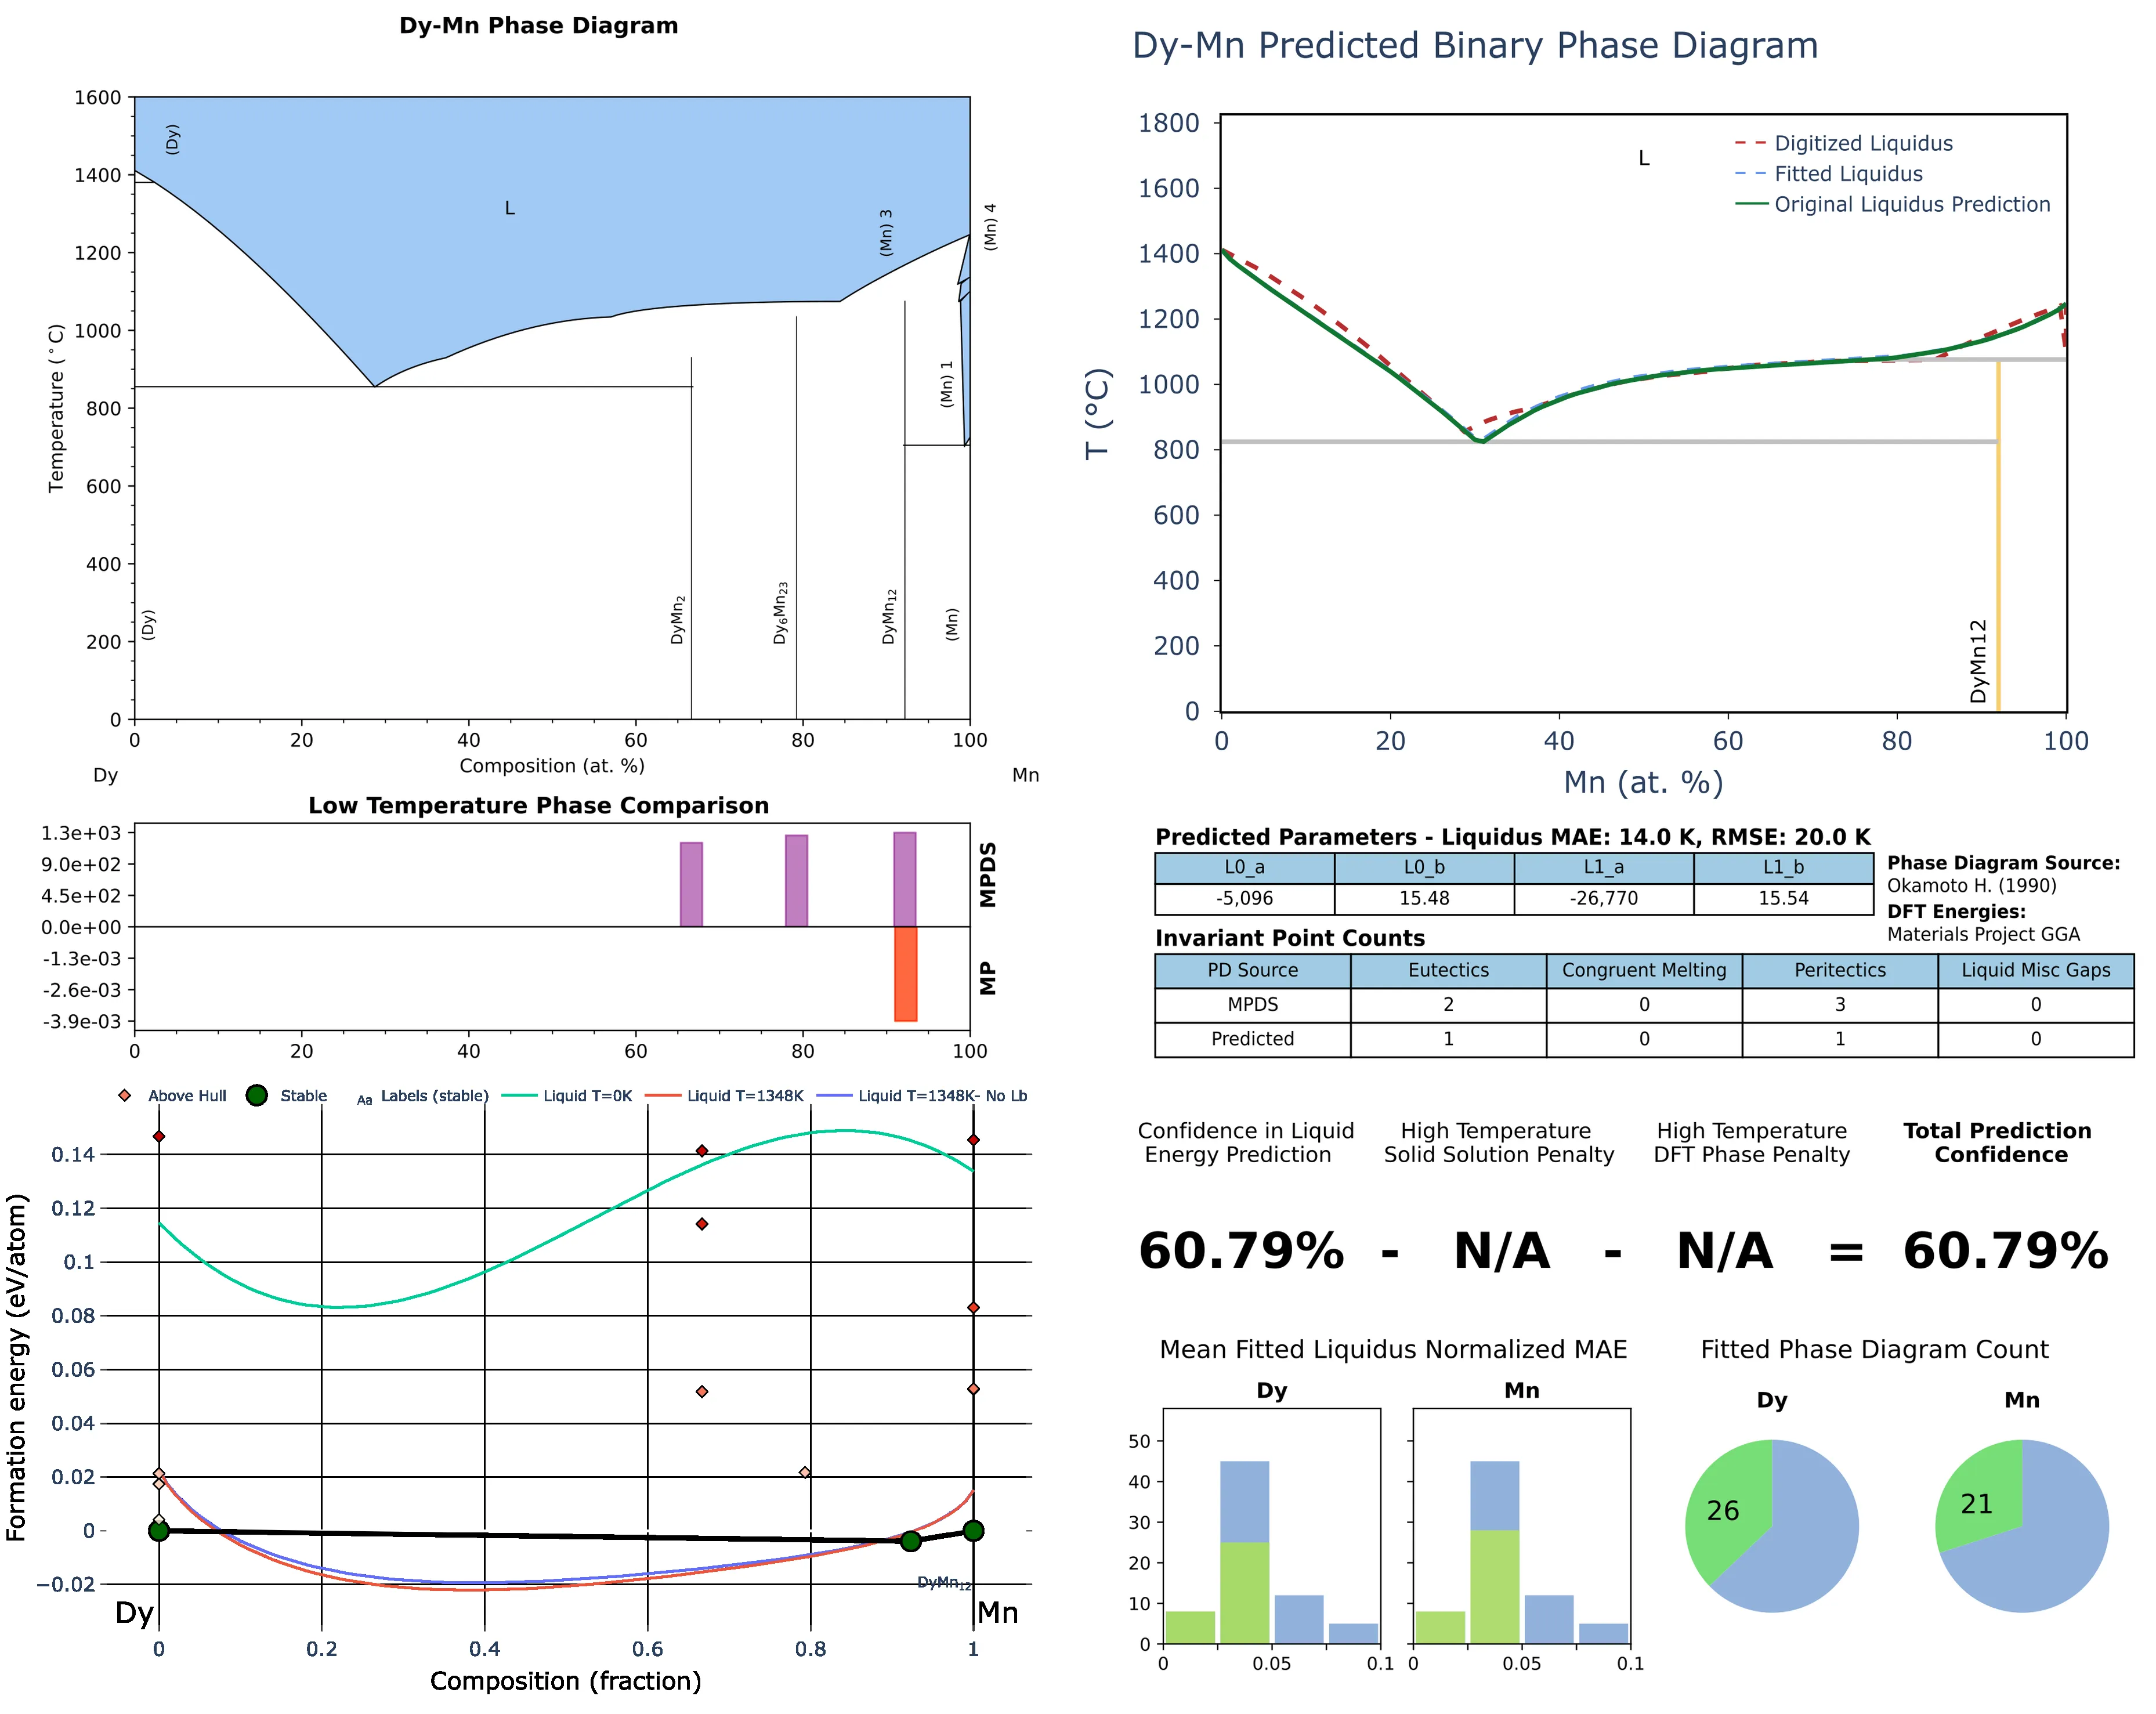 Dy-Mn Phase Diagram
1600
1400
1200
1000
800
600
400
200
0
Temperature (°C)
(Dy)
L
(Mn) 3
(Mn) 4
(Mn) 1
(Dy)
DyMn2
Dy6Mn23
DyMn12
(Mn)
0 20 40 60 80 100
Composition (at. %)
Dy Mn
Low Temperature Phase Comparison
1.3e+03
9.0e+02
4.5e+02
0.0e+00
-1.3e-03
-2.6e-03
-3.9e-03
MPDS
MP
0 20 40 60 80 100
Above Hull Stable Aa Labels (stable) Liquid T=0K Liquid T=1348K Liquid T=1348K- No Lb
0.14
0.12
0.1
0.08
0.06
0.04
0.02
0
−0.02
Formation energy (eV/atom)
DyMn12
Dy Mn
0 0.2 0.4 0.6 0.8 1
Composition (fraction)
Dy-Mn Predicted Binary Phase Diagram
1800
1600
1400
1200
1000
800
600
400
200
0
T (°C)
L
Digitized Liquidus
Fitted Liquidus
Original Liquidus Prediction
DyMn12
0 20 40 60 80 100
Mn (at. %)
Predicted Parameters - Liquidus MAE: 14.0 K, RMSE: 20.0 K
L0_a L0_b L1_a L1_b
-5,096 15.48 -26,770 15.54
Phase Diagram Source:
Okamoto H. (1990)
DFT Energies:
Materials Project GGA
Invariant Point Counts
PD Source Eutectics Congruent Melting Peritectics Liquid Misc Gaps
MPDS 2 0 3 0
Predicted 1 0 1 0
Confidence in Liquid Energy Prediction
High Temperature Solid Solution Penalty
High Temperature DFT Phase Penalty
Total Prediction Confidence
60.79% - N/A - N/A = 60.79%
Mean Fitted Liquidus Normalized MAE
Dy Mn
50
40
30
20
10
0
0 0.05 0.1 0 0.05 0.1
Fitted Phase Diagram Count
Dy Mn
26 21